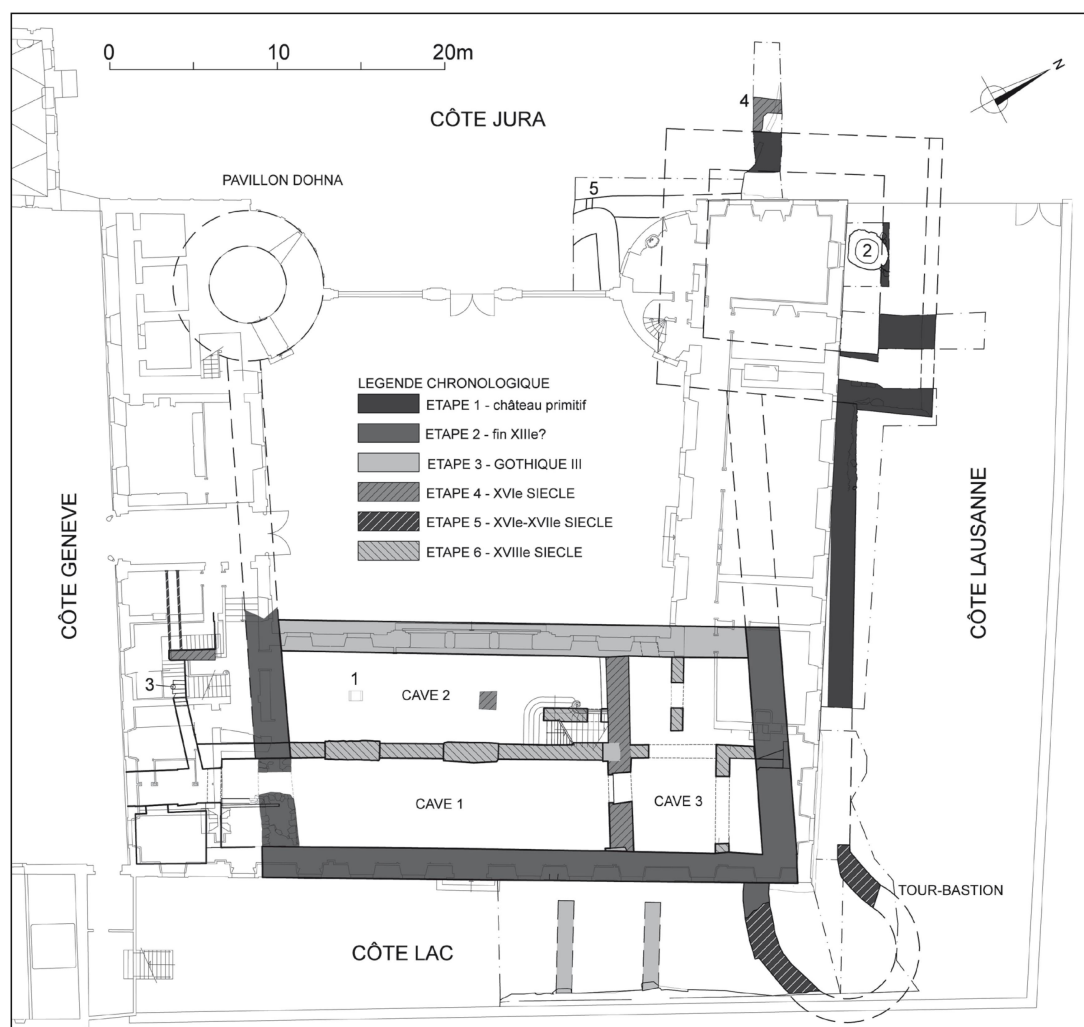 0 10 20m
N
CÔTE JURA
4
PAVILLON DOHNA
5
2
LEGENDE CHRONOLOGIQUE
ETAPE 1 - château primitif
ETAPE 2 - fin XIIIe?
ETAPE 3 - GOTHIQUE III
ETAPE 4 - XVIe SIECLE
ETAPE 5 - XVIe-XVIIe SIECLE
ETAPE 6 - XVIIIe SIECLE
CÔTE GENEVE
CÔTE LAUSANNE
3
1
CAVE 2
CAVE 1
CAVE 3
TOUR-BASTION
CÔTE LAC